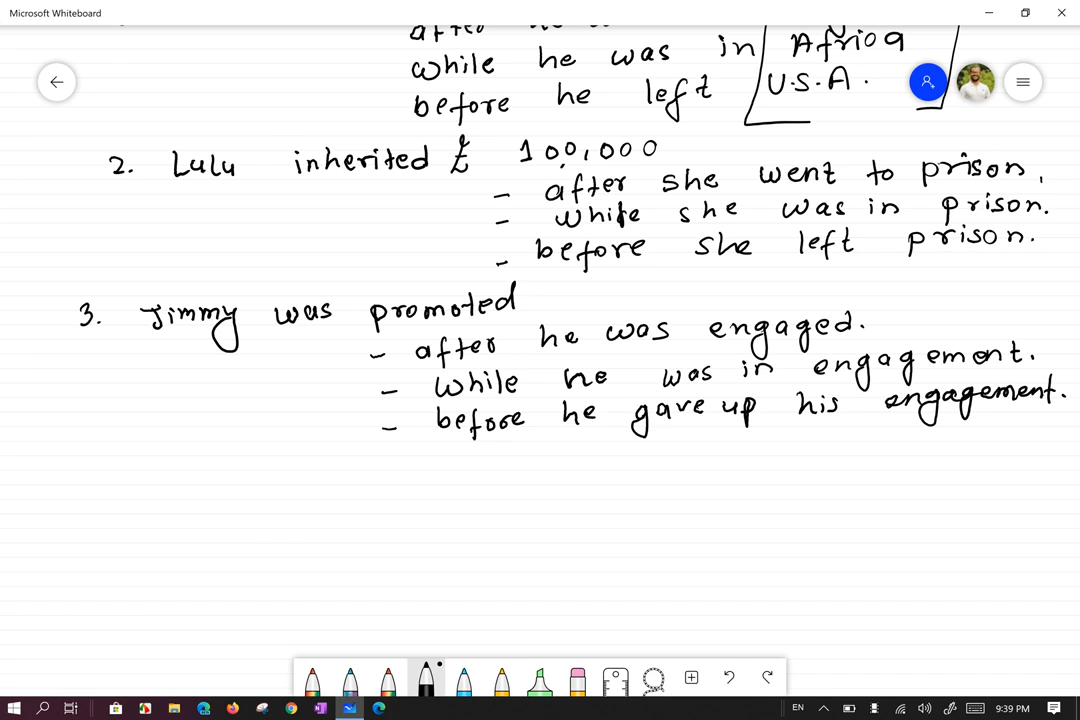 Microsoft Whiteboard
after he
while he was in Africa
before he left U.S.A.
2. Lulu inherited £ 100,000
- after she went to prison.
- while she was in prison.
- before she left prison.
3. Jimmy was promoted
- after he was engaged.
- while he was in engagement.
- before he gave up his engagement.
EN 9:39 PM